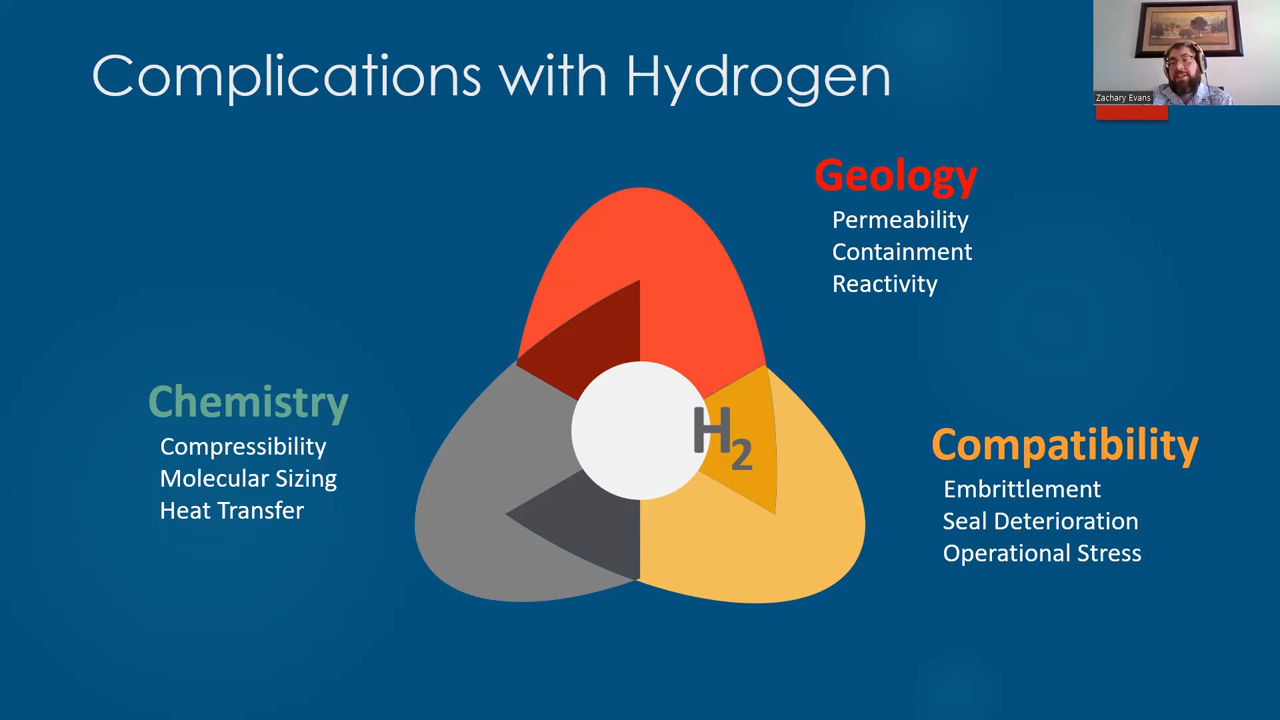 Complications with Hydrogen
Zachary Evans
Geology
Permeability
Containment
Reactivity
Chemistry
Compressibility
Molecular Sizing
Heat Transfer
H2
Compatibility
Embrittlement
Seal Deterioration
Operational Stress